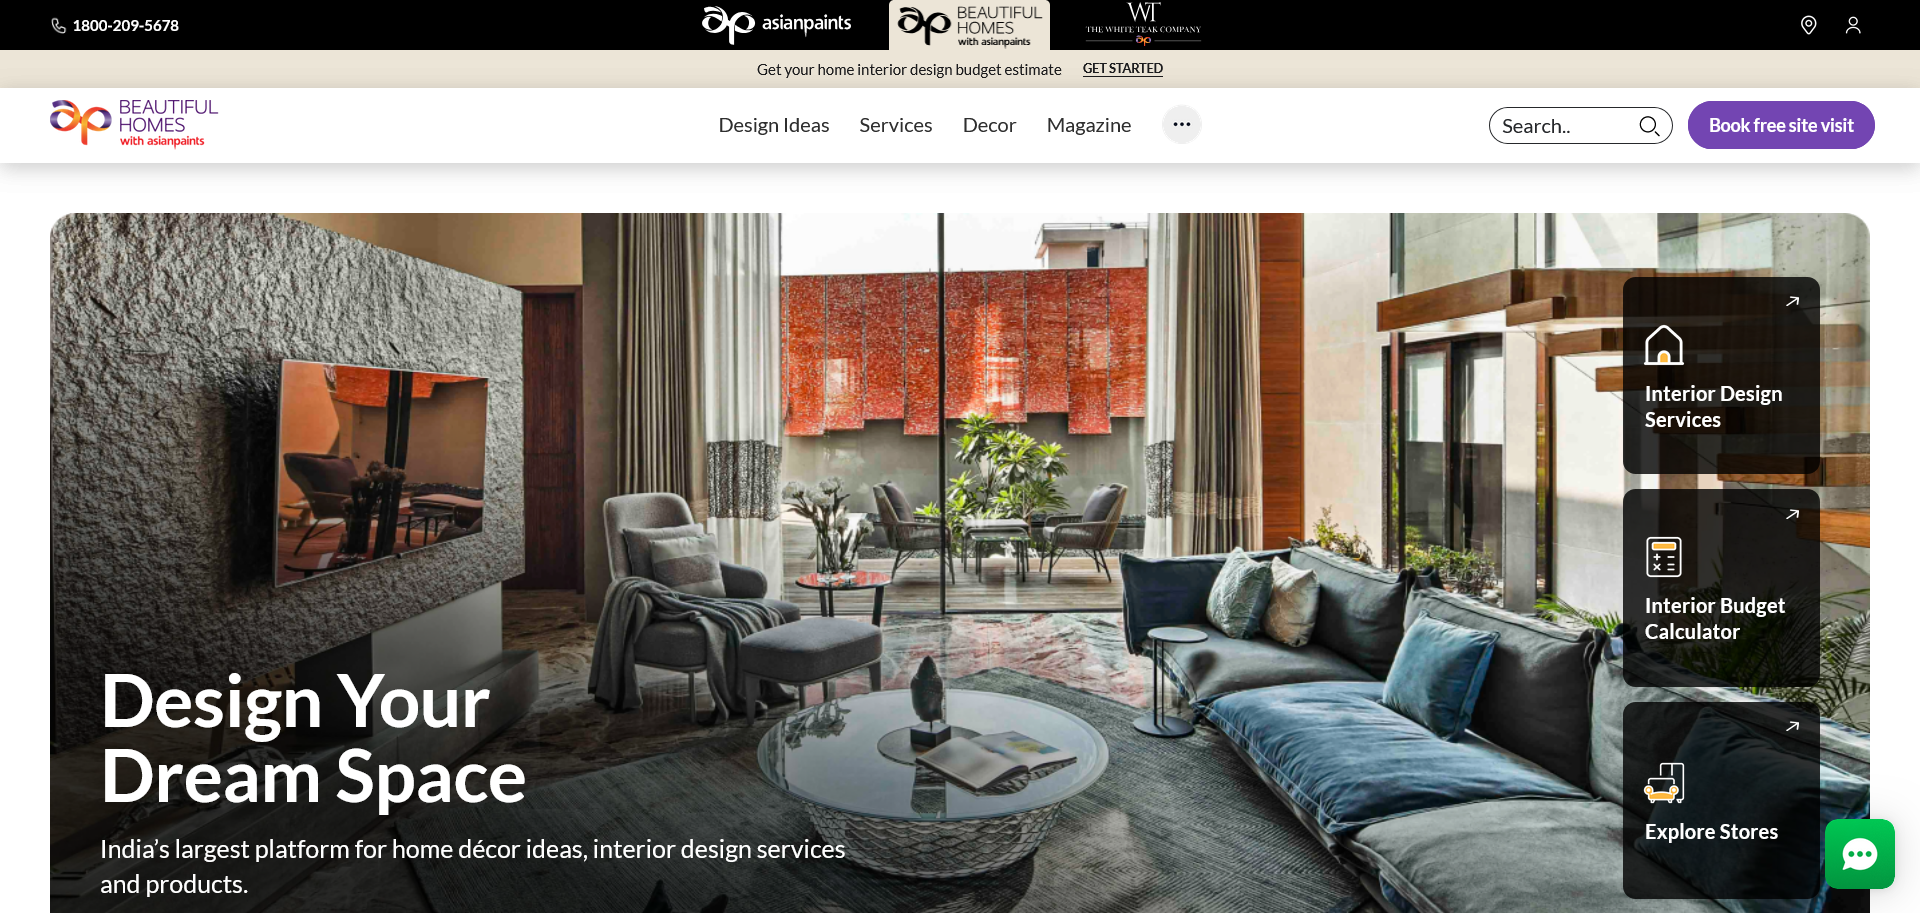 1800-209-5678
asianpaints
BEAUTIFUL
HOMES
with asianpaints
WT
THE WHITE TEAK COMPANY
Get your home interior design budget estimate GET STARTED
BEAUTIFUL
HOMES
with asianpaints
Design Ideas Services Decor Magazine
Search..
Book free site visit
Interior Design
Services
Interior Budget
Calculator
Explore Stores
Design Your
Dream Space
India’s largest platform for home décor ideas, interior design services
and products.